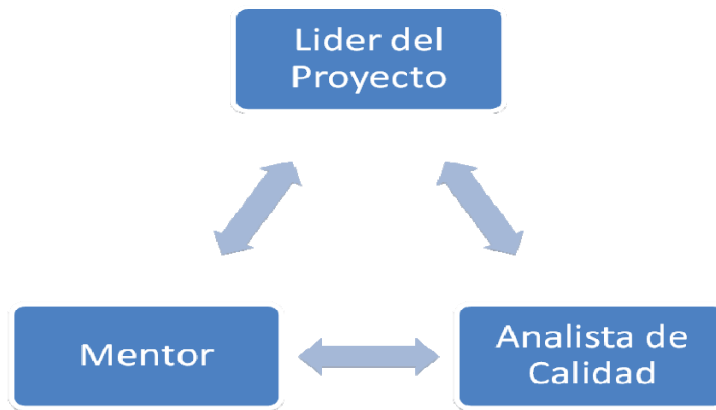 Lider del
Proyecto
Mentor
Analista de
Calidad